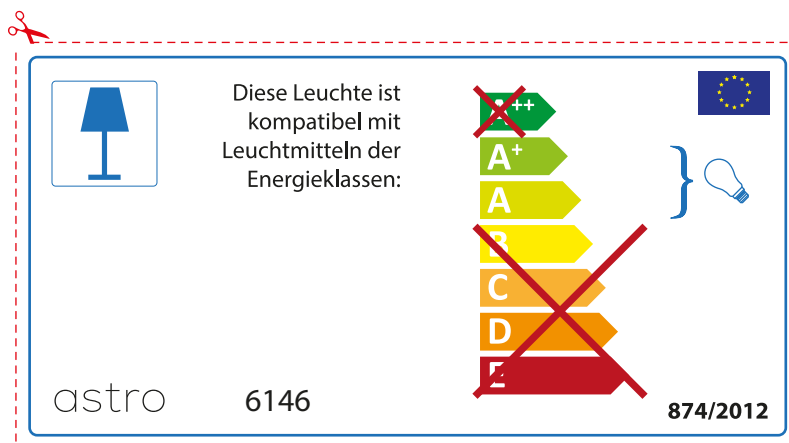 Diese Leuchte ist
kompatibel mit
Leuchtmitteln der
Energieklassen:
A++
A+
A
B
C
D
E
astro
6146
874/2012